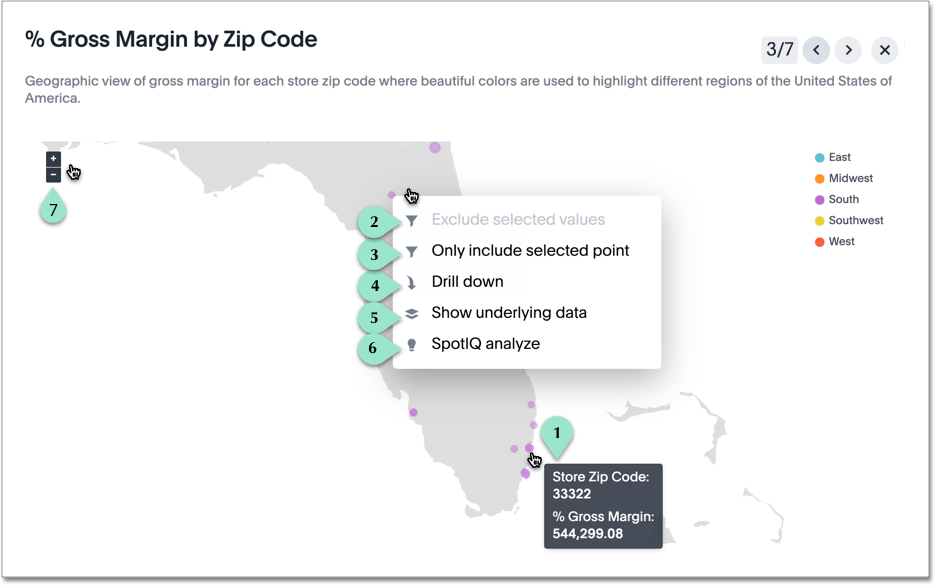 % Gross Margin by Zip Code
3/7
Geographic view of gross margin for each store zip code where beautiful colors are used to highlight different regions of the United States of
America.
+
−
7
East
Midwest
South
Southwest
West
2 Exclude selected values
3 Only include selected point
4 Drill down
5 Show underlying data
6 SpotIQ analyze
1
Store Zip Code:
33322
% Gross Margin:
544,299.08